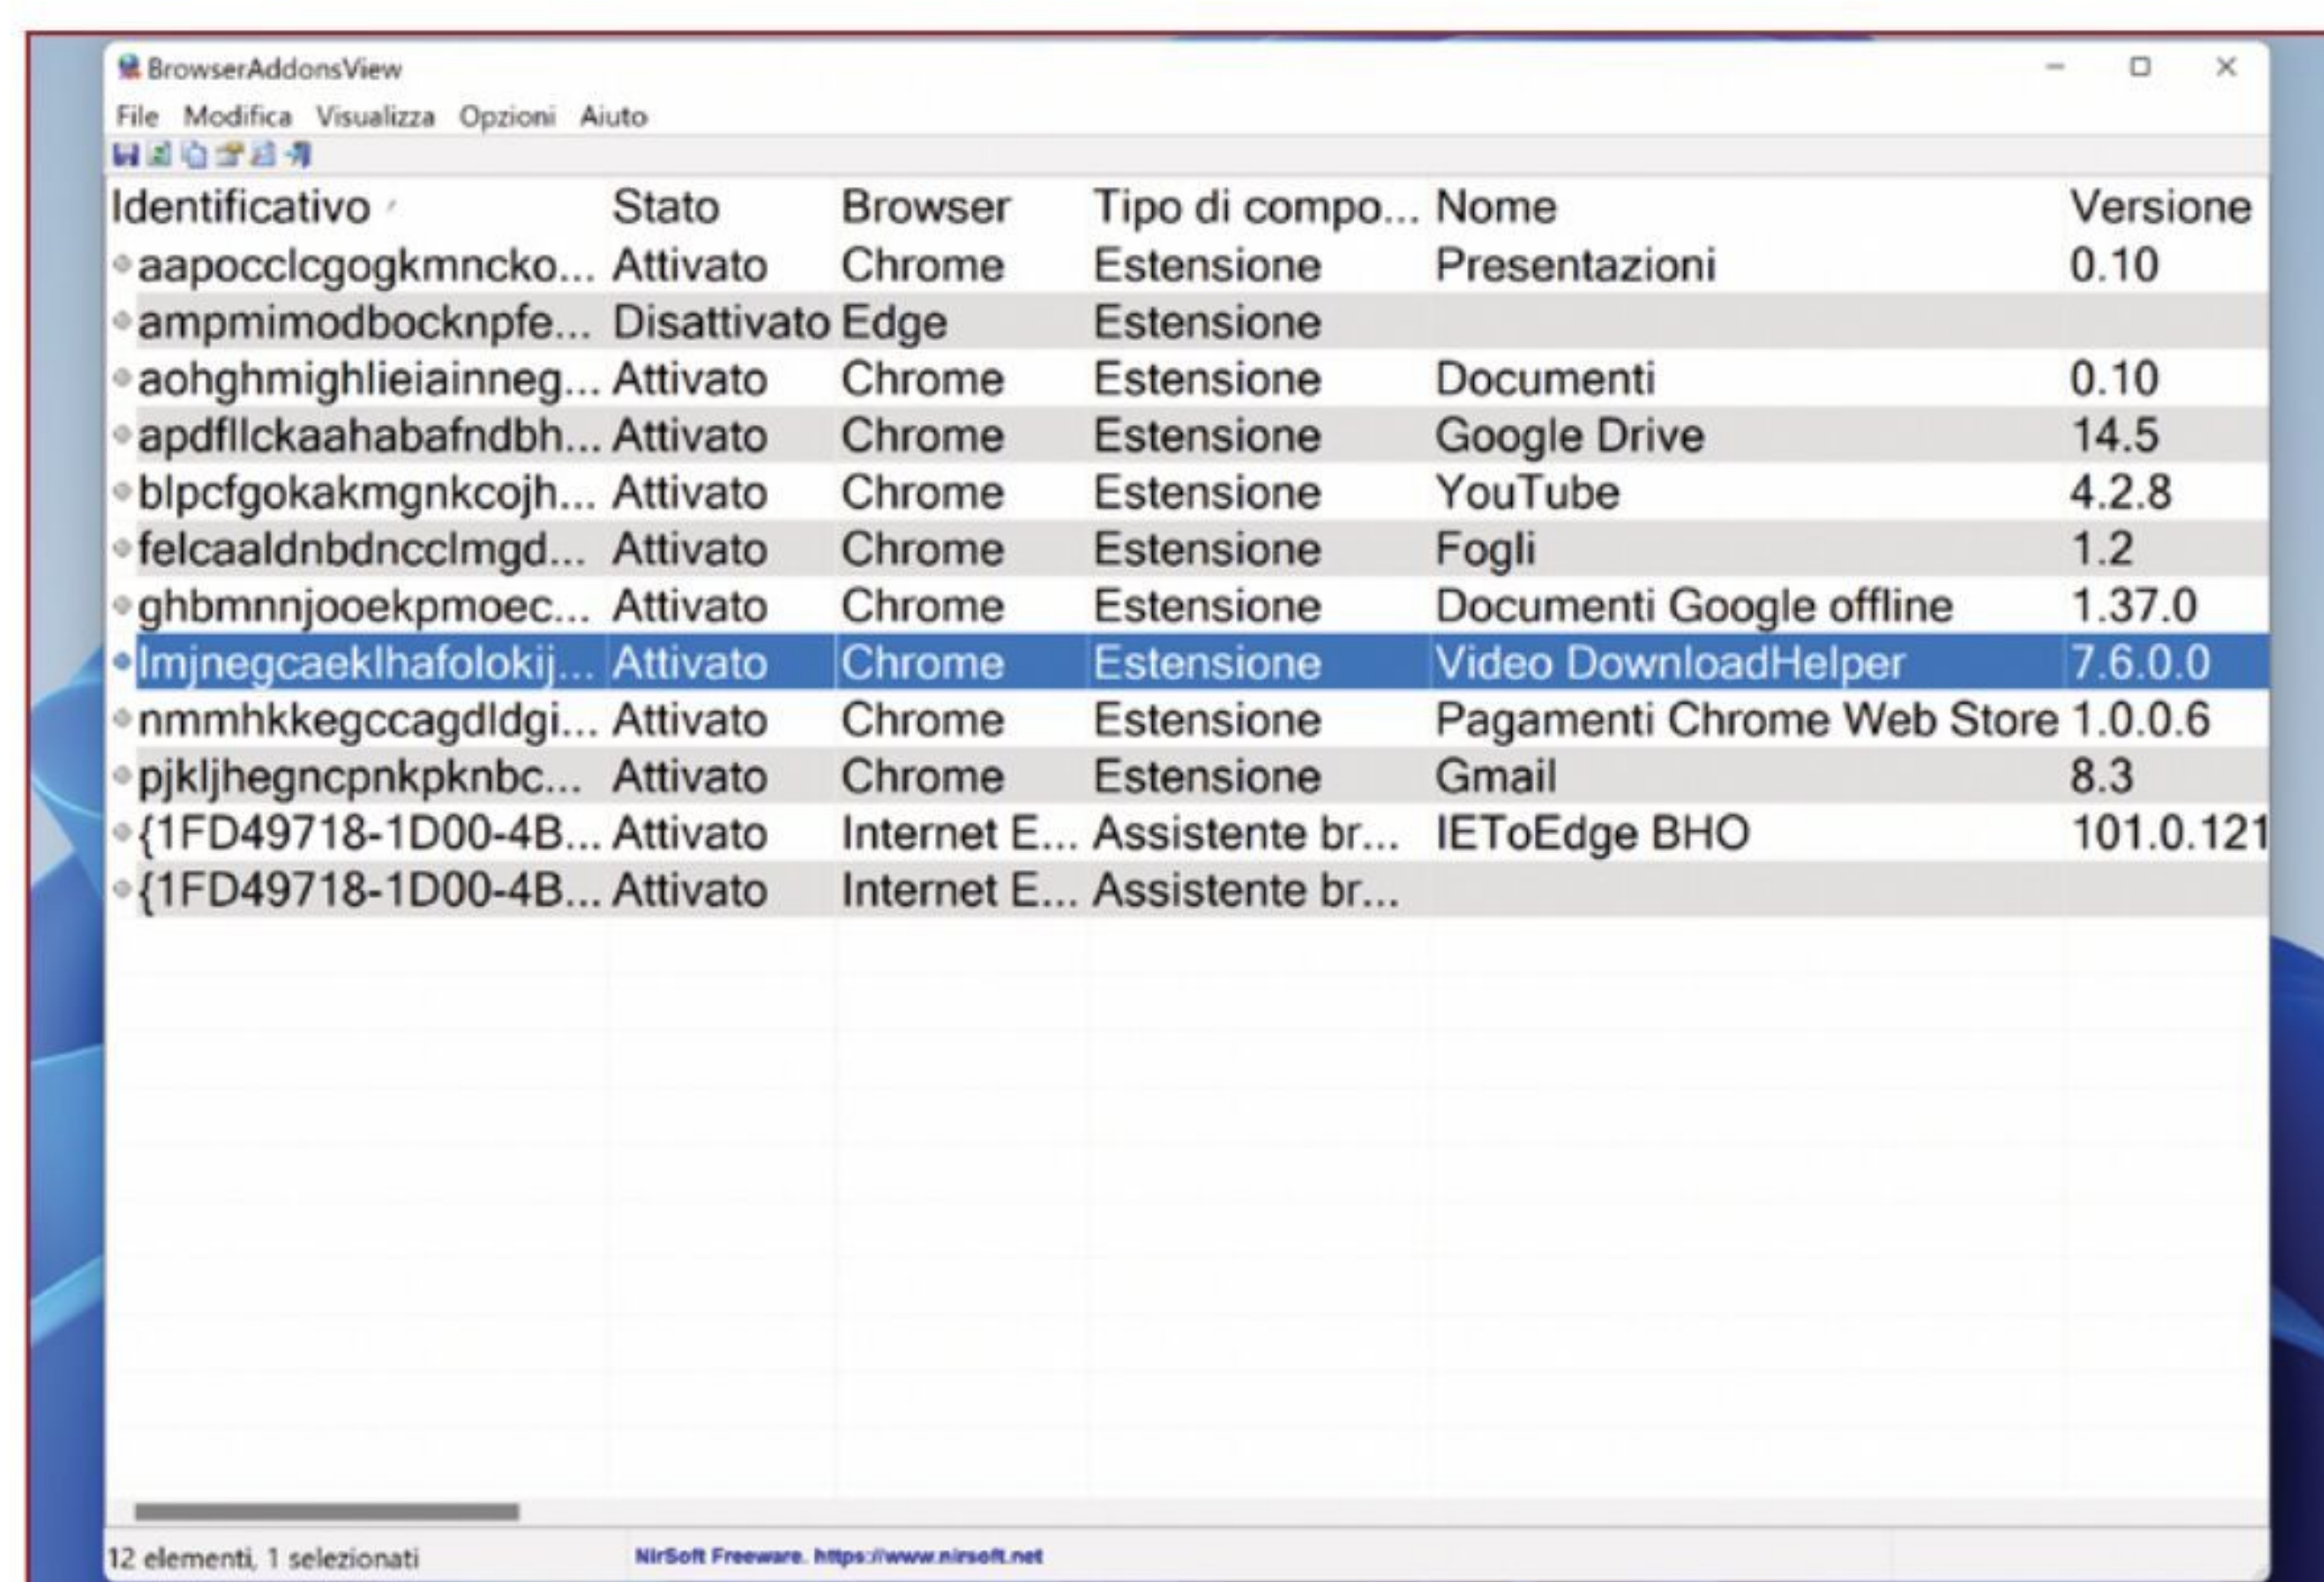 BrowserAddonsView
File Modifica Visualizza Opzioni Aiuto
Identificativo Stato Browser Tipo di compo... Nome Versione
aapocclcgogkmncko... Attivato Chrome Estensione Presentazioni 0.10
ampmimodbocknpfe... Disattivato Edge Estensione
aohghmighlieiainneg... Attivato Chrome Estensione Documenti 0.10
apdfllckaahabafndbh... Attivato Chrome Estensione Google Drive 14.5
blpcfgokakmgnkcojh... Attivato Chrome Estensione YouTube 4.2.8
felcaaldnbdncclmgd... Attivato Chrome Estensione Fogli 1.2
ghbmnnjooekpmoec... Attivato Chrome Estensione Documenti Google offline 1.37.0
lmjnegcaeklhafolokij... Attivato Chrome Estensione Video DownloadHelper 7.6.0.0
nmmhkkegccagdldgi... Attivato Chrome Estensione Pagamenti Chrome Web Store 1.0.0.6
pjkljhegncpnkpknbc... Attivato Chrome Estensione Gmail 8.3
{1FD49718-1D00-4B... Attivato Internet E... Assistente br... IEToEdge BHO 101.0.121
{1FD49718-1D00-4B... Attivato Internet E... Assistente br...
12 elementi, 1 selezionati NirSoft Freeware. https://www.nirsoft.net